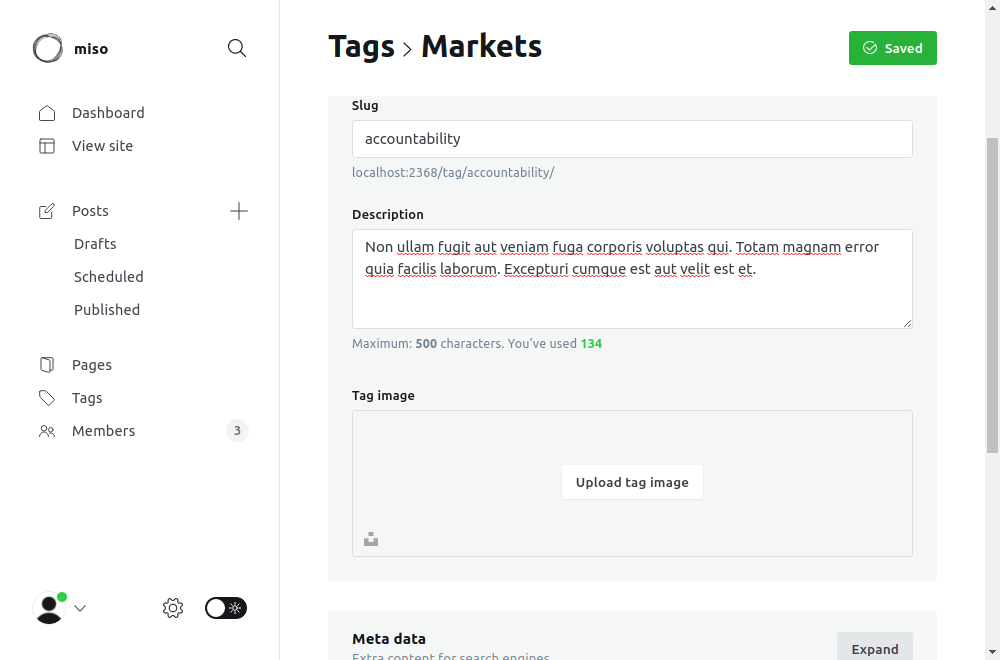 miso
Dashboard
View site
Posts
Drafts
Scheduled
Published
Pages
Tags
Members
3
Tags > Markets
Saved
Slug
accountability
localhost:2368/tag/accountability/
Description
Non ullam fugit aut veniam fuga corporis voluptas qui. Totam magnam error
quia facilis laborum. Excepturi cumque est aut velit est et.
Maximum: 500 characters. You’ve used 134
Tag image
Upload tag image
Meta data
Extra content for search engines
Expand